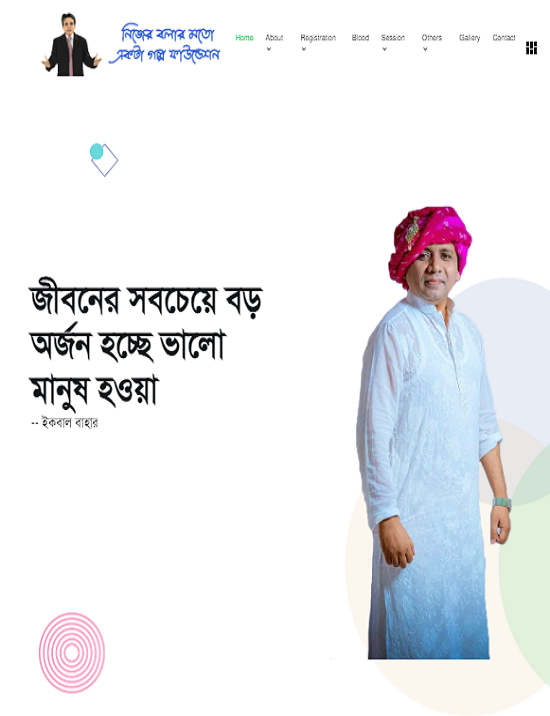 নিজের বলার মতো
একটা গল্প ফাউন্ডেশন
Home About Registration Blood Session Others Gallery Contact
জীবনের সবচেয়ে বড়
অর্জন হচ্ছে ভালো
মানুষ হওয়া
-- ইকবাল বাহার